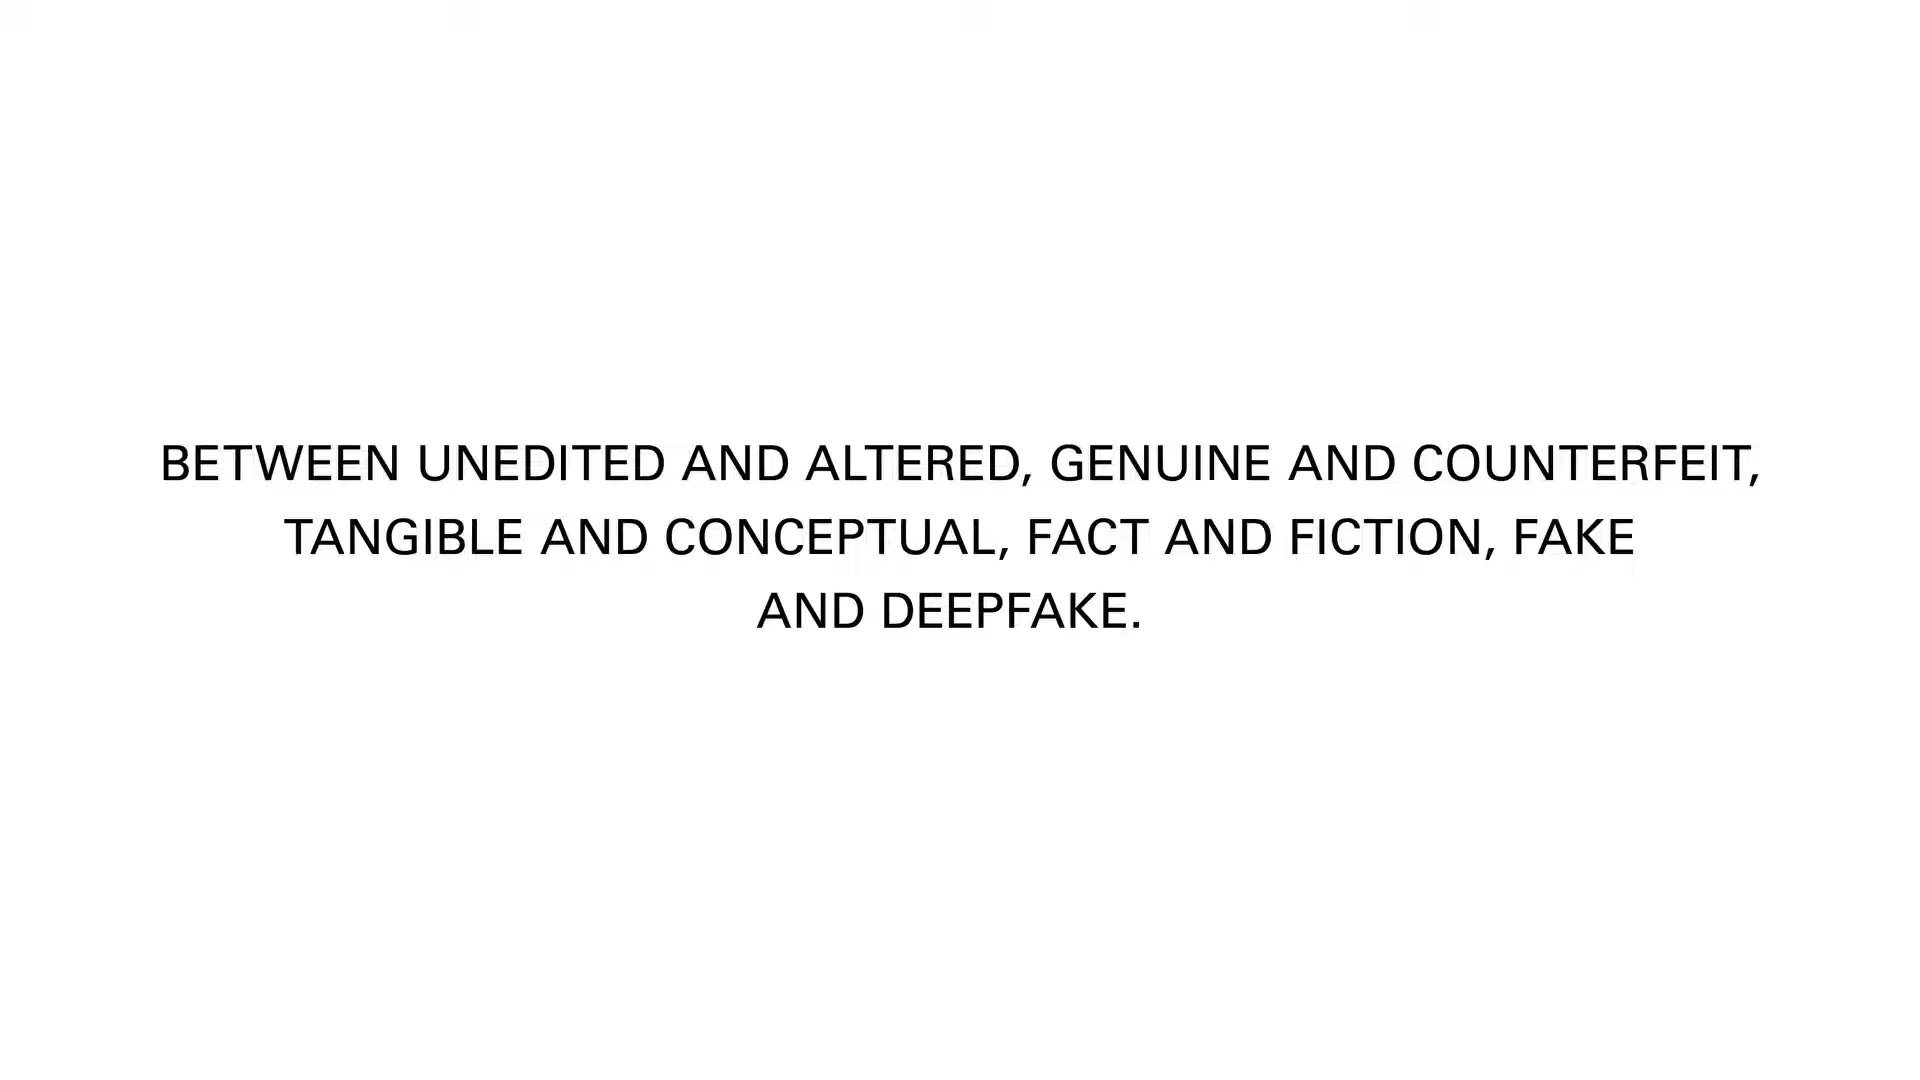 BETWEEN UNEDITED AND ALTERED, GENUINE AND COUNTERFEIT,
TANGIBLE AND CONCEPTUAL, FACT AND FICTION, FAKE
AND DEEPFAKE.